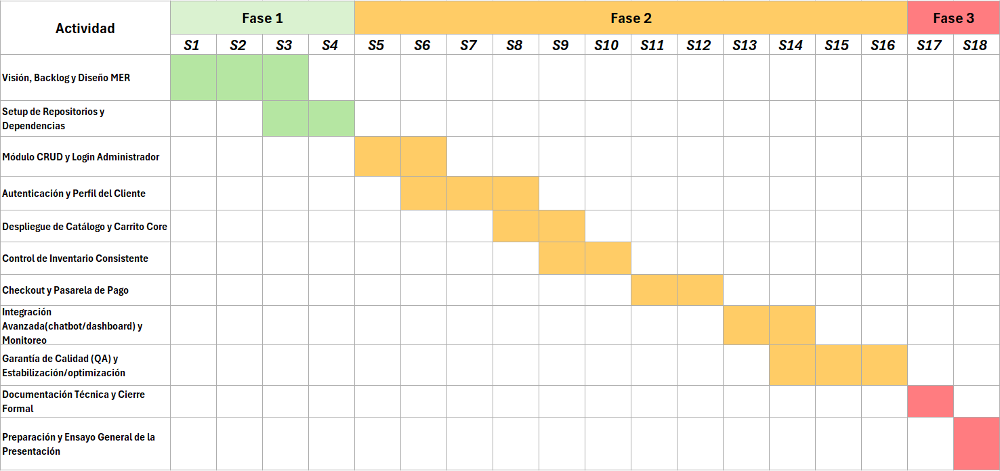 Actividad
Fase 1
Fase 2
Fase 3
S1 S2 S3 S4 S5 S6 S7 S8 S9 S10 S11 S12 S13 S14 S15 S16 S17 S18
Visión, Backlog y Diseño MER
Setup de Repositorios y
Dependencias
Módulo CRUD y Login Administrador
Autenticación y Perfil del Cliente
Despliegue de Catálogo y Carrito Core
Control de Inventario Consistente
Checkout y Pasarela de Pago
Integración
Avanzada(chatbot/dashboard) y
Monitoreo
Garantía de Calidad (QA) y
Estabilización/optimización
Documentación Técnica y Cierre
Formal
Preparación y Ensayo General de la
Presentación